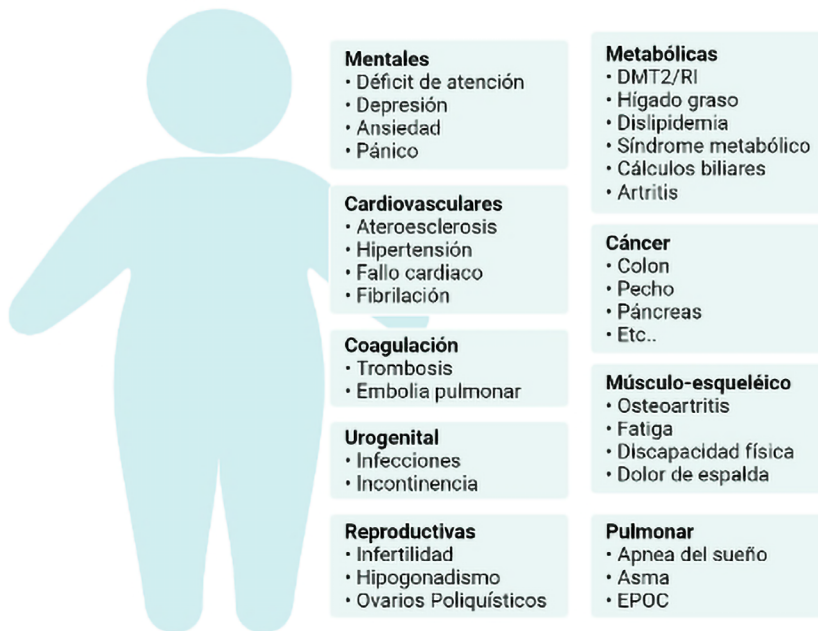 Mentales
• Déficit de atención
• Depresión
• Ansiedad
• Pánico
Cardiovasculares
• Ateroesclerosis
• Hipertensión
• Fallo cardiaco
• Fibrilación
Coagulación
• Trombosis
• Embolia pulmonar
Urogenital
• Infecciones
• Incontinencia
Reproductivas
• Infertilidad
• Hipogonadismo
• Ovarios Poliquísticos
Metabólicas
• DMT2/RI
• Hígado graso
• Dislipidemia
• Síndrome metabólico
• Cálculos biliares
• Artritis
Cáncer
• Colon
• Pecho
• Páncreas
• Etc..
Músculo-esqueléico
• Osteoartritis
• Fatiga
• Discapacidad física
• Dolor de espalda
Pulmonar
• Apnea del sueño
• Asma
• EPOC